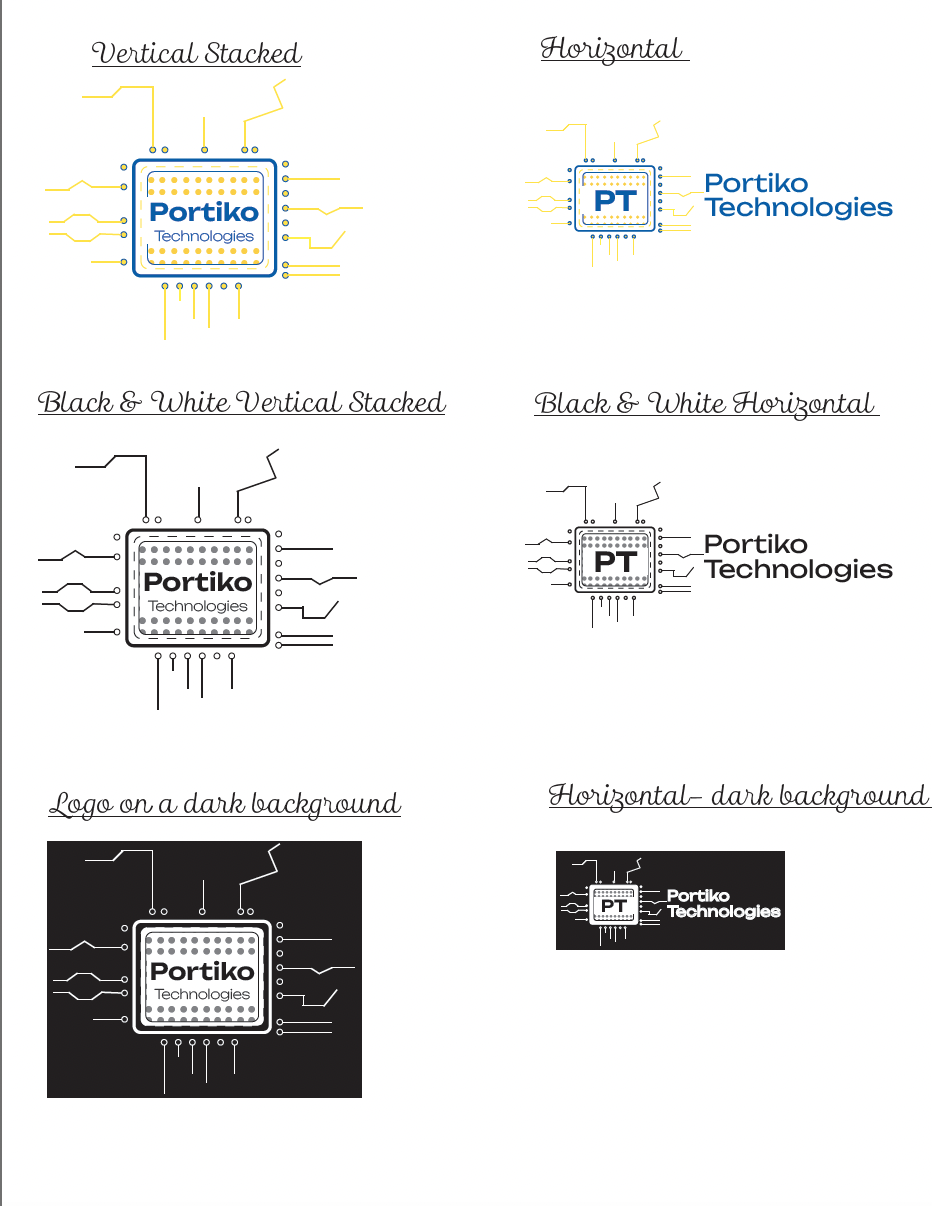 Vertical Stacked
Horizontal
Portiko
Technologies
PT
Portiko
Technologies
Black & White Vertical Stacked
Black & White Horizontal
Portiko
Technologies
PT
Portiko
Technologies
Logo on a dark background
Horizontal– dark background
Portiko
Technologies
PT
Portiko
Technologies